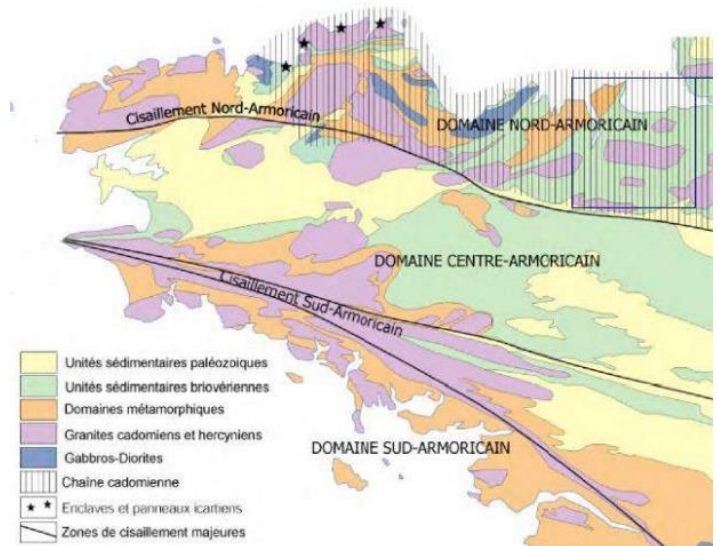 Cisaillement Nord-Armoricain
DOMAINE NORD-ARMORICAIN
DOMAINE CENTRE-ARMORICAIN
Cisaillement Sud-Armoricain
DOMAINE SUD-ARMORICAIN
Unités sédimentaires paléozoiques
Unités sédimentaires briovériennes
Domaines métamorphiques
Granites cadomiens et hercyniens
Gabbros-Diorites
Chaîne cadomienne
Enclaves et panneaux icartiens
Zones de cisaillement majeures